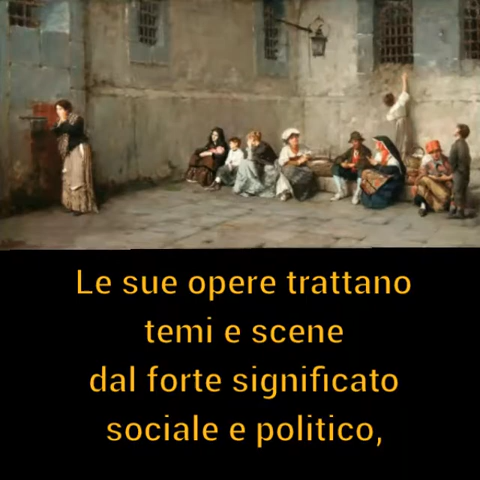 Le sue opere trattano
temi e scene
dal forte significato
sociale e politico,